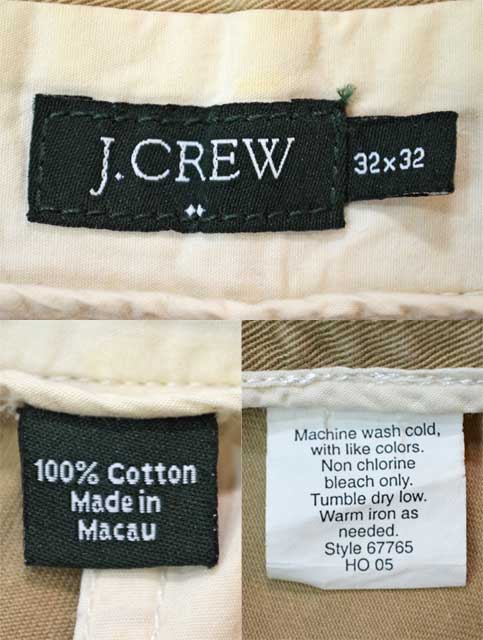 J.CREW
32x32
100% Cotton
Made in
Macau
Machine wash cold,
with like colors.
Non chlorine
bleach only.
Tumble dry low.
Warm iron as
needed.
Style 67765
HO 05